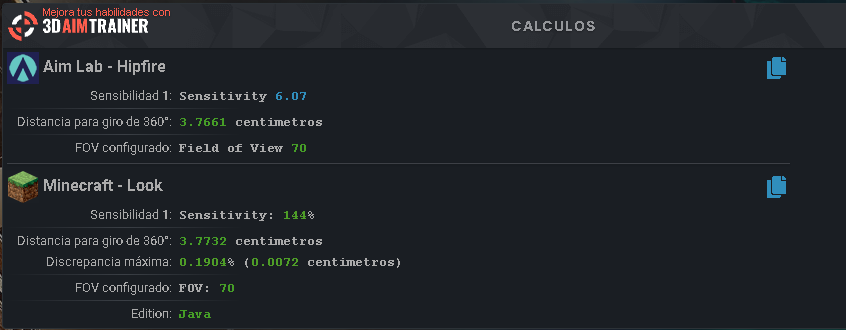 Mejora tus habilidades con
3D AIM TRAINER
CALCULOS
Aim Lab - Hipfire
Sensibilidad 1: Sensitivity 6.07
Distancia para giro de 360°: 3.7661 centimetros
FOV configurado: Field of View 70
Minecraft - Look
Sensibilidad 1: Sensitivity: 144%
Distancia para giro de 360°: 3.7732 centimetros
Discrepancia máxima: 0.1904% (0.0072 centimetros)
FOV configurado: FOV: 70
Edition: Java